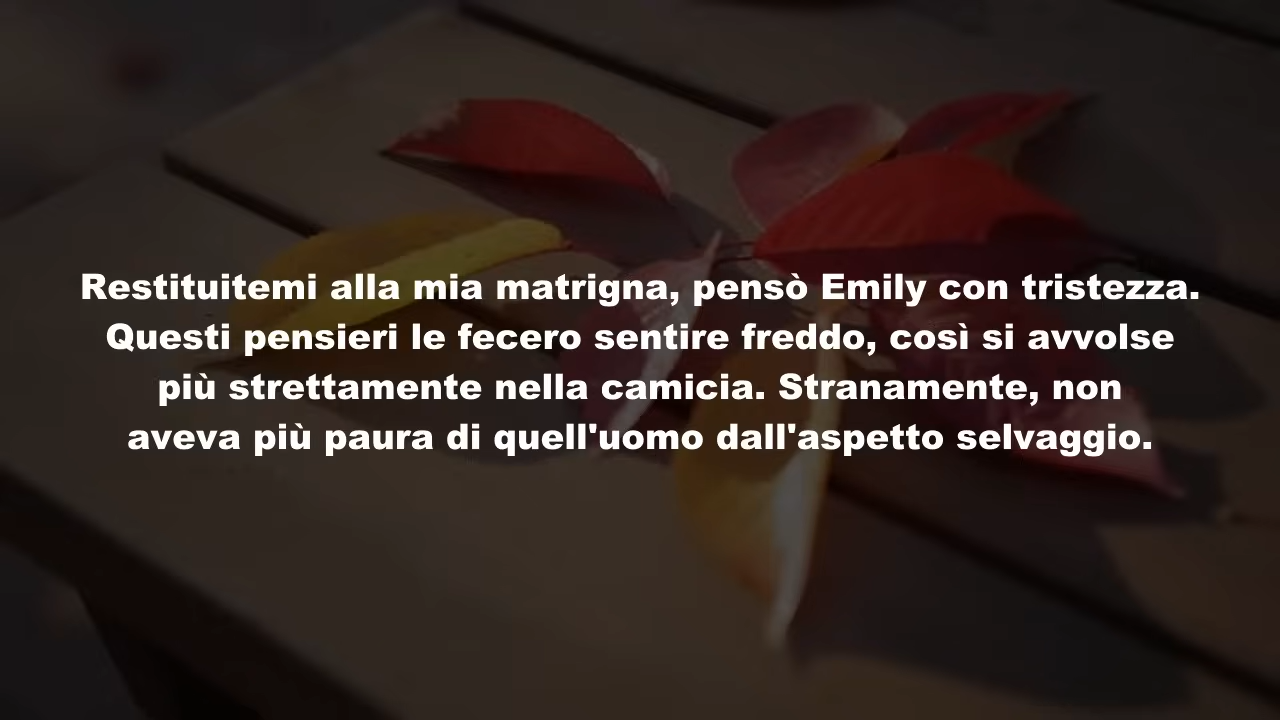 Restituitemi alla mia matrigna, pensò Emily con tristezza.
Questi pensieri le fecero sentire freddo, così si avvolse
più strettamente nella camicia. Stranamente, non
aveva più paura di quell'uomo dall'aspetto selvaggio.